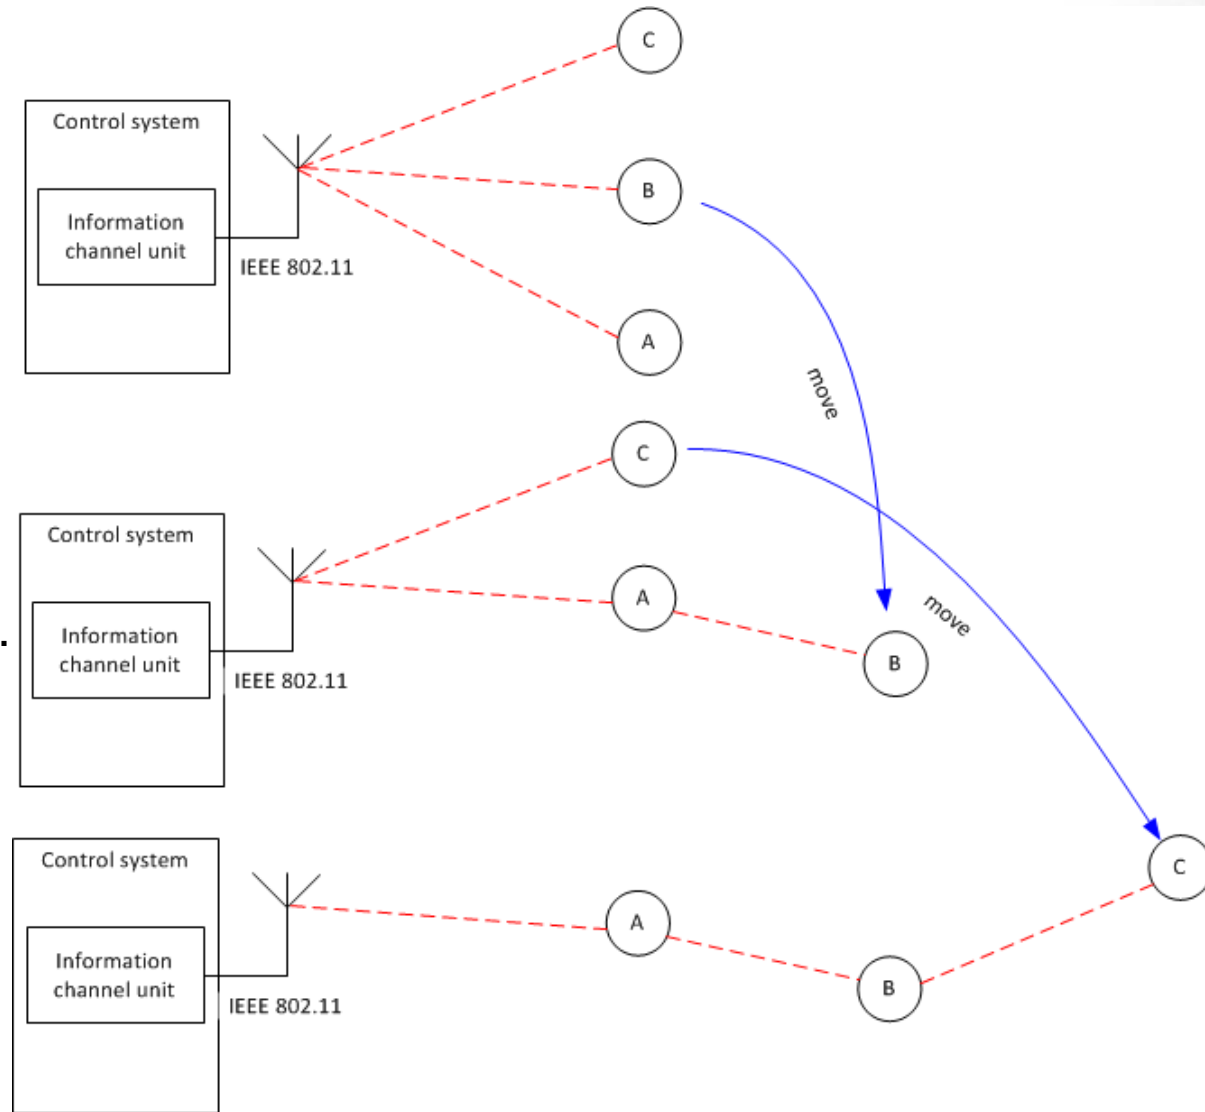 C
Control system
B
Information
channel unit
IEEE 802.11
A
move
C
Control system
A
move
.
Information
channel unit
B
IEEE 802.11
Control system
C
A
Information
channel unit
B
IEEE 802.11